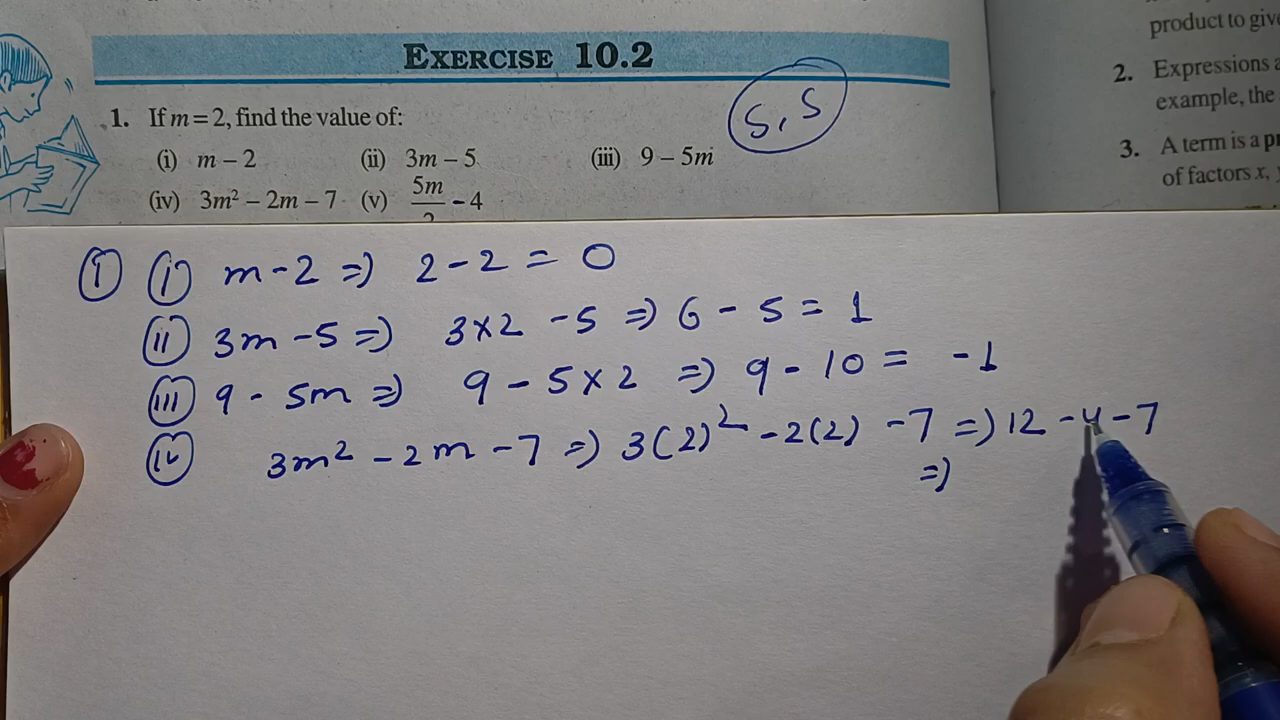 EXERCISE 10.2
1. If m = 2, find the value of:
(i) m – 2 (ii) 3m – 5 (iii) 9 – 5m
(iv) 3m² – 2m – 7 (v) 5m/2 – 4
S, S
product to give
2. Expressions a
example, the
3. A term is a pr
of factors x, y
① (i) m - 2 ⇒) 2 - 2 = 0
(ii) 3m - 5 ⇒) 3×2 - 5 ⇒) 6 - 5 = 1
(iii) 9 - 5m ⇒) 9 - 5×2 ⇒) 9 - 10 = -1
(iv) 3m² - 2m - 7 ⇒) 3(2)² - 2(2) - 7 ⇒) 12 - 4 - 7
⇒)